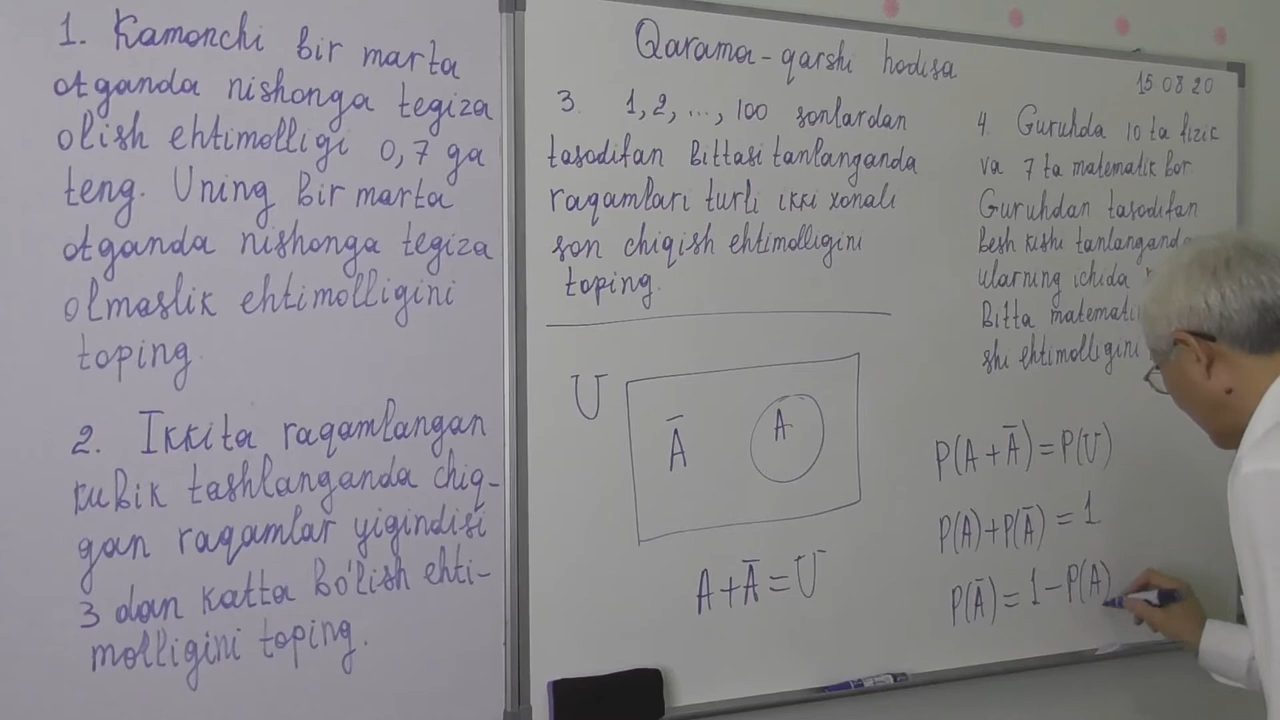 1. Kamonchi bir marta
otganda nishonga tegiza
olish ehtimolligi 0,7 ga
teng. Uning bir marta
otganda nishonga tegiza
olmaslik ehtimolligini
toping.
2. Ikkita raqamlangan
kubik tashlanganda chiq-
gan raqamlar yigindisi
3 dan katta bo'lish ehti-
molligini toping.
Qarama-qarshi hodisa
15 08 20
3. 1, 2, ..., 100 sonlardan
tasodifan bittasi tanlanganda
raqamlari turli ikki xonali
son chiqish ehtimolligini
toping.
U
Ā
A
A+Ā=U
4. Guruhda 10 ta fizik
va 7 ta matematik bor.
Guruhdan tasodifan
besh kishi tanlanganda
ularning ichida
Bitta
shi ehtimolligini
P(A+Ā)=P(U)
P(A)+P(Ā)=1
P(Ā)=1-P(A)